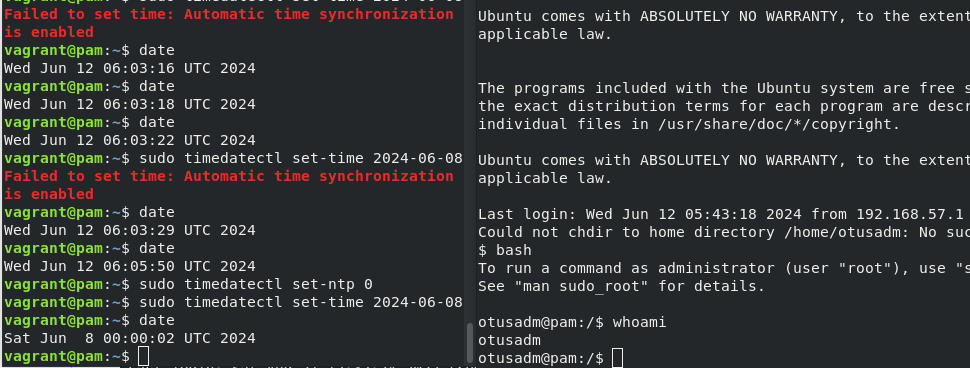 Failed to set time: Automatic time synchronization
is enabled
vagrant@pam:~$ date
Wed Jun 12 06:03:16 UTC 2024
vagrant@pam:~$ date
Wed Jun 12 06:03:18 UTC 2024
vagrant@pam:~$ date
Wed Jun 12 06:03:22 UTC 2024
vagrant@pam:~$ sudo timedatectl set-time 2024-06-08
Failed to set time: Automatic time synchronization
is enabled
vagrant@pam:~$ date
Wed Jun 12 06:03:29 UTC 2024
vagrant@pam:~$ date
Wed Jun 12 06:05:50 UTC 2024
vagrant@pam:~$ sudo timedatectl set-ntp 0
vagrant@pam:~$ sudo timedatectl set-time 2024-06-08
vagrant@pam:~$ date
Sat Jun  8 00:00:02 UTC 2024
vagrant@pam:~$
Ubuntu comes with ABSOLUTELY NO WARRANTY, to the extent
applicable law.
The programs included with the Ubuntu system are free s
the exact distribution terms for each program are descr
individual files in /usr/share/doc/*/copyright.
Ubuntu comes with ABSOLUTELY NO WARRANTY, to the extent
applicable law.
Last login: Wed Jun 12 05:43:18 2024 from 192.168.57.1
Could not chdir to home directory /home/otusadm: No suc
$ bash
To run a command as administrator (user "root"), use "s
See "man sudo_root" for details.
otusadm@pam:/$ whoami
otusadm
otusadm@pam:/$